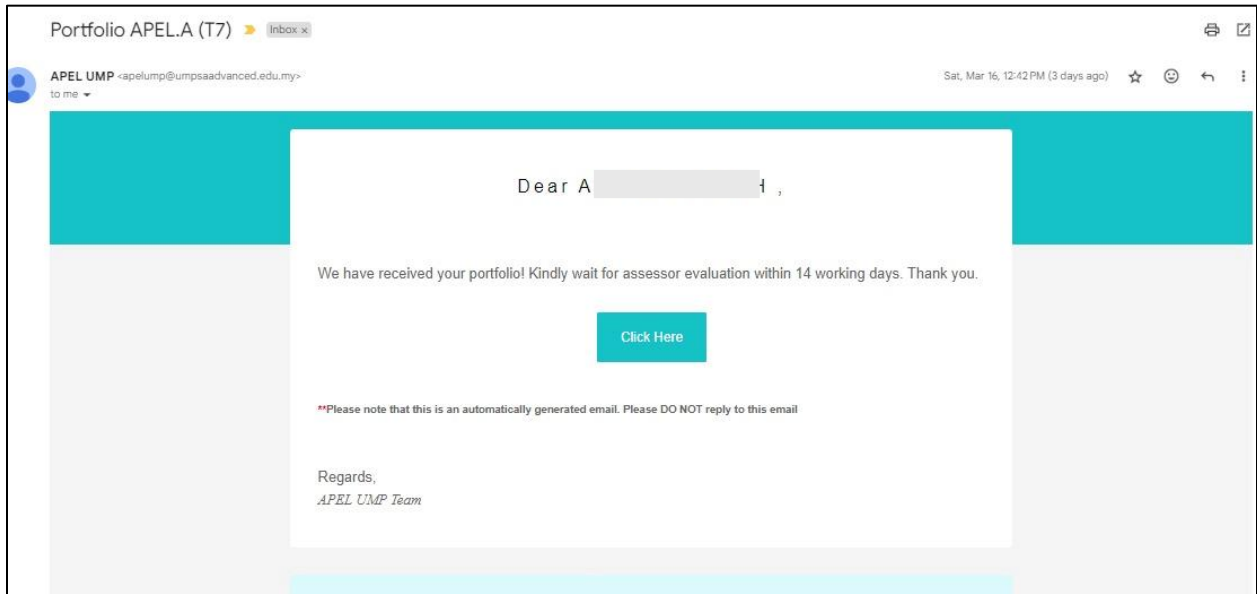 Portfolio APEL.A (T7) Inbox x
APEL UMP <apelump@umpsaadvanced.edu.my> Sat, Mar 16, 12:42 PM (3 days ago)
to me
Dear A H ,
We have received your portfolio! Kindly wait for assessor evaluation within 14 working days. Thank you.
Click Here
**Please note that this is an automatically generated email. Please DO NOT reply to this email
Regards,
APEL UMP Team